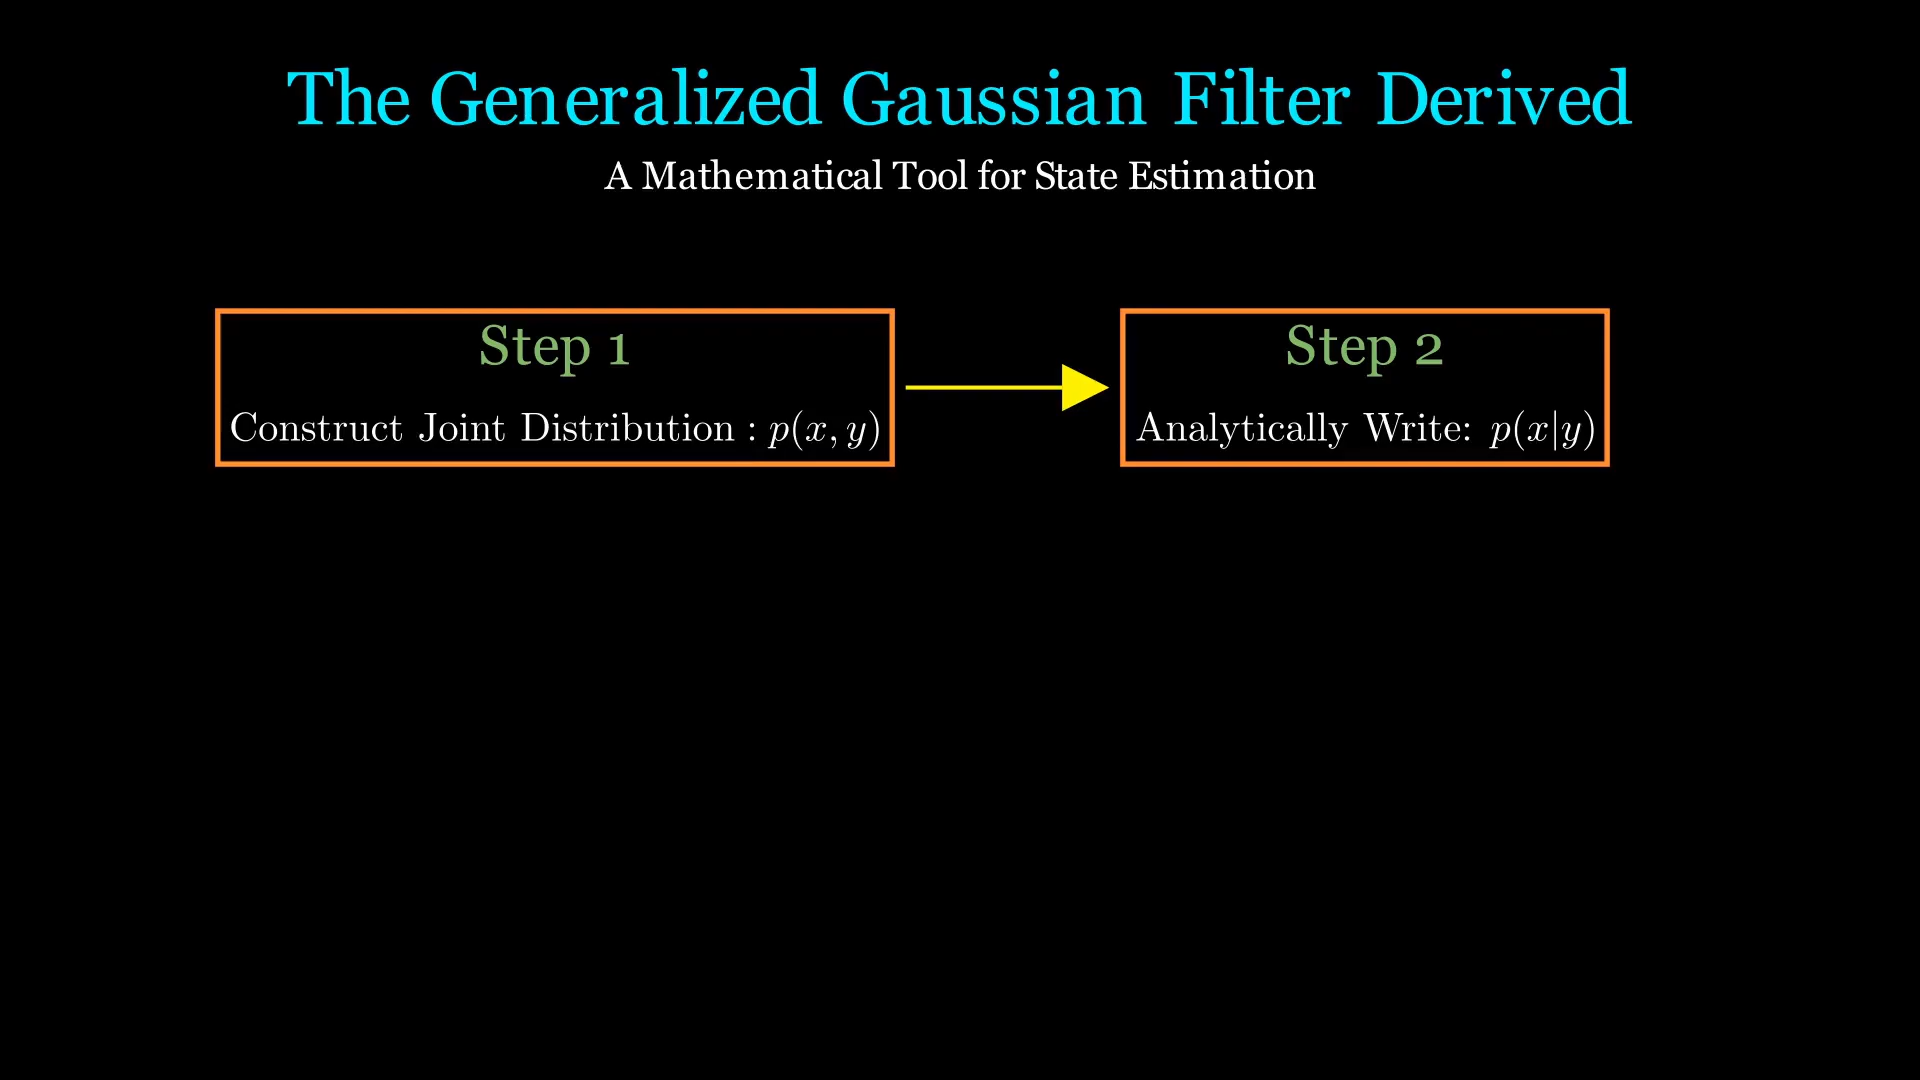 The Generalized Gaussian Filter Derived
A Mathematical Tool for State Estimation
Step 1
Construct Joint Distribution : p(x, y)
Step 2
Analytically Write: p(x|y)